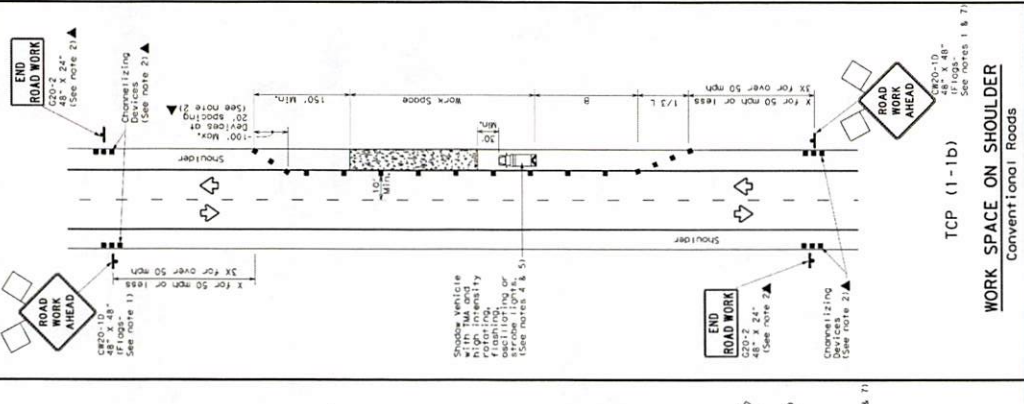 END
ROAD WORK
G20-2
48" X 24"
(See note 2)▲
Channelizing
Devices
(See note 2)▲
ROAD
WORK
AHEAD
CW20-1D
48" X 48"
(Flags-
See note 1)
X for 50 mph or less
3X for over 50 mph
Shoulder
100' Max.
Devices at
20' spacing
(See note 2)▲
150' Min.
Work Space
30'
Min.
10'
Min.
B
1/3 L
X for 50 mph or less
3X for over 50 mph
Shadow Vehicle
with TMA and
high intensity
rotating,
flashing,
oscillating or
strobe lights.
(See notes 4 & 5)
Shoulder
END
ROAD WORK
G20-2
48" X 24"
(See note 2)▲
Channelizing
Devices
(See note 2)▲
ROAD
WORK
AHEAD
CW20-1D
48" X 48"
(Flags-
See notes 1 & 7)
TCP (1-1b)
WORK SPACE ON SHOULDER
Conventional Roads
& 7)